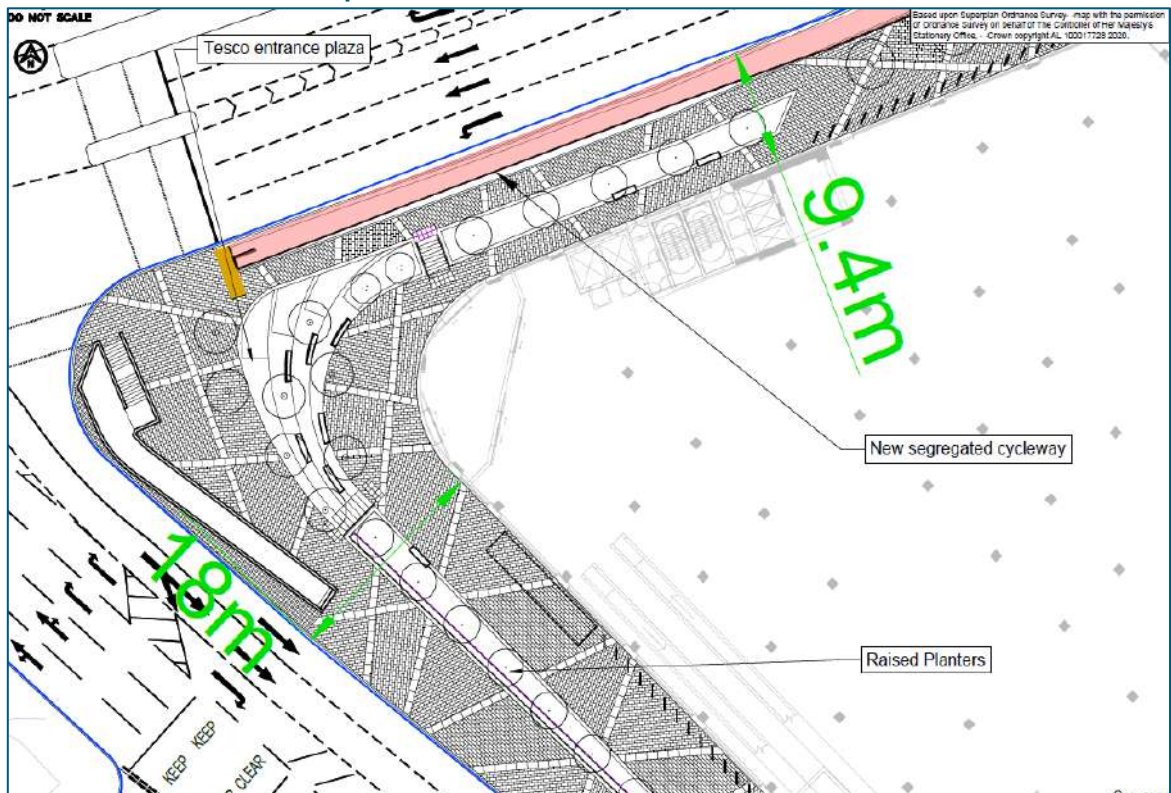 DO NOT SCALE
Based upon Superplan Ordnance Survey map with the permission
of Ordnance Survey on behalf of The Controller of Her Majesty's
Stationery Office, - Crown copyright AL 100017728 2020.
Tesco entrance plaza
9.4m
New segregated cycleway
18m
Raised Planters
KEEP KEEP
CLEAR